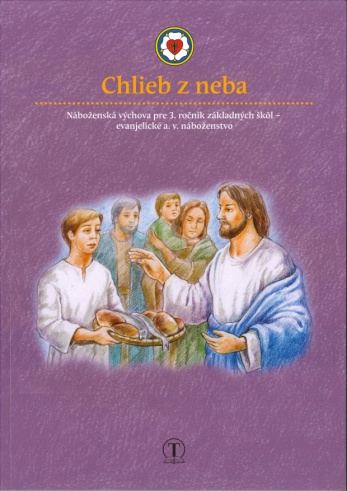 Chlieb z neba
Náboženská výchova pre 3. ročník základných škôl –
evanjelické a. v. náboženstvo
T